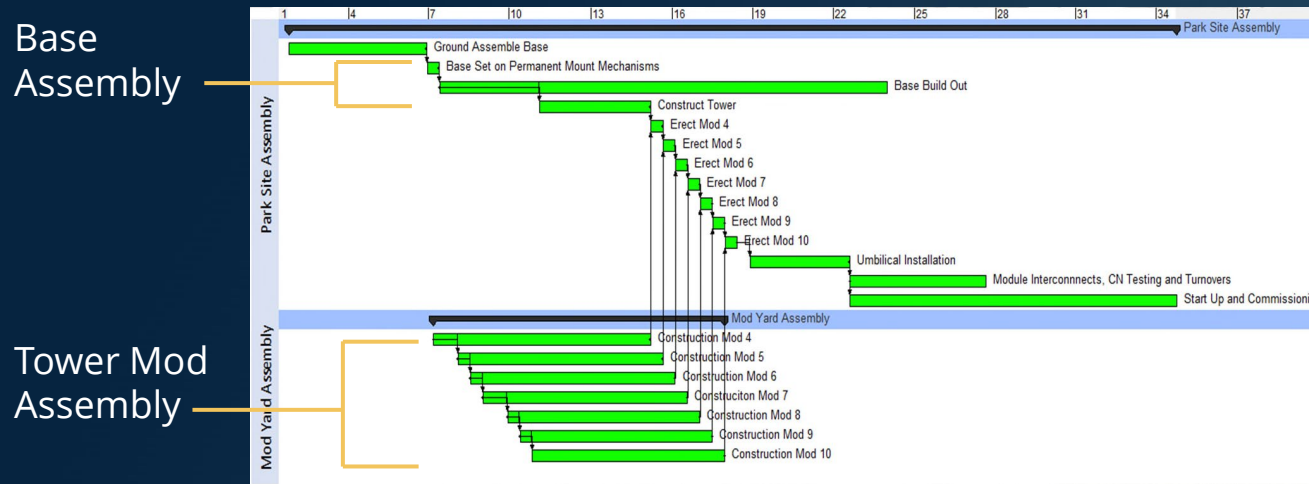 Base
Assembly
Tower Mod
Assembly
1 4 7 10 13 16 19 22 25 28 31 34 37
Park Site Assembly
Park Site Assembly
Ground Assemble Base
Base Set on Permanent Mount Mechanisms
Base Build Out
Construct Tower
Erect Mod 4
Erect Mod 5
Erect Mod 6
Erect Mod 7
Erect Mod 8
Erect Mod 9
Erect Mod 10
Umbilical Installation
Module Interconnnects, CN Testing and Turnovers
Start Up and Commissioni
Mod Yard Assembly
Mod Yard Assembly
Construction Mod 4
Construction Mod 5
Construction Mod 6
Construciton Mod 7
Construction Mod 8
Construction Mod 9
Construction Mod 10